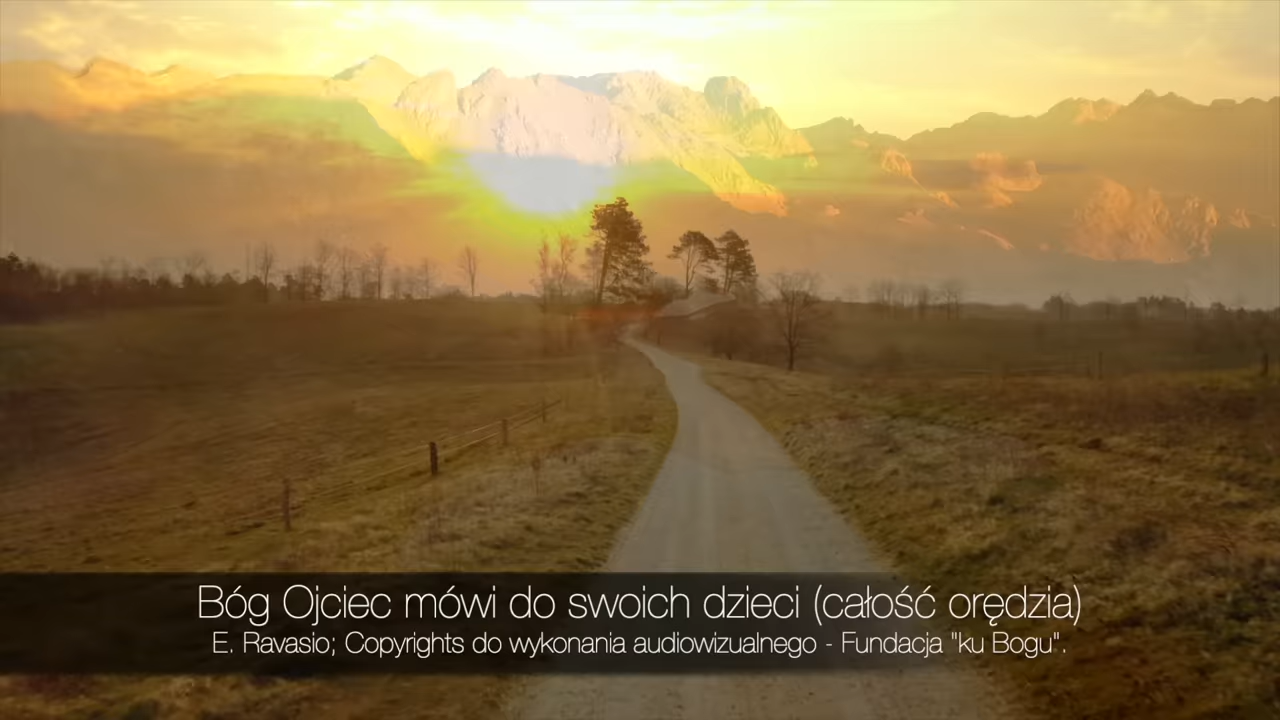 Bóg Ojciec mówi do swoich dzieci (całość orędzia)
E. Ravasio; Copyrights do wykonania audiowizualnego - Fundacja "ku Bogu".